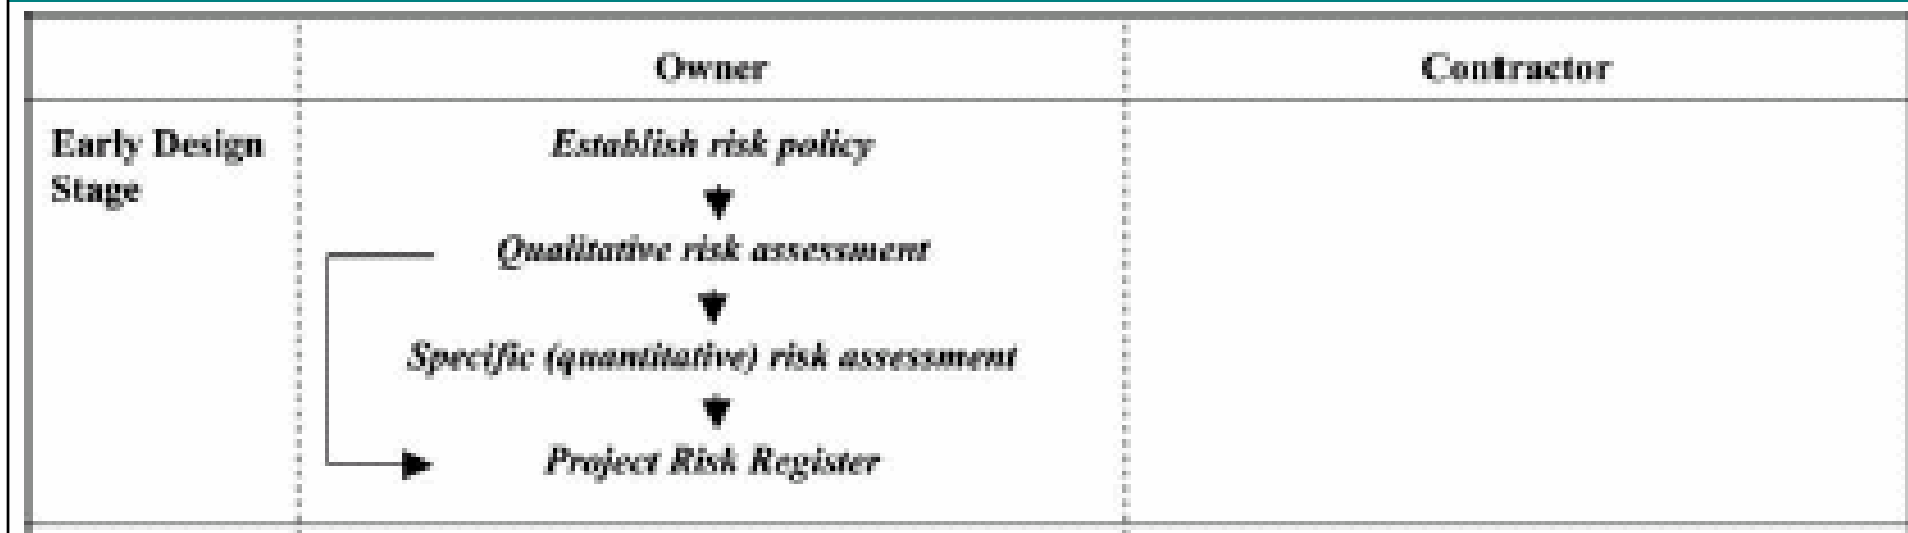 Owner
Contractor
Early Design
Stage
Establish risk policy
Qualitative risk assessment
Specific (quantitative) risk assessment
Project Risk Register